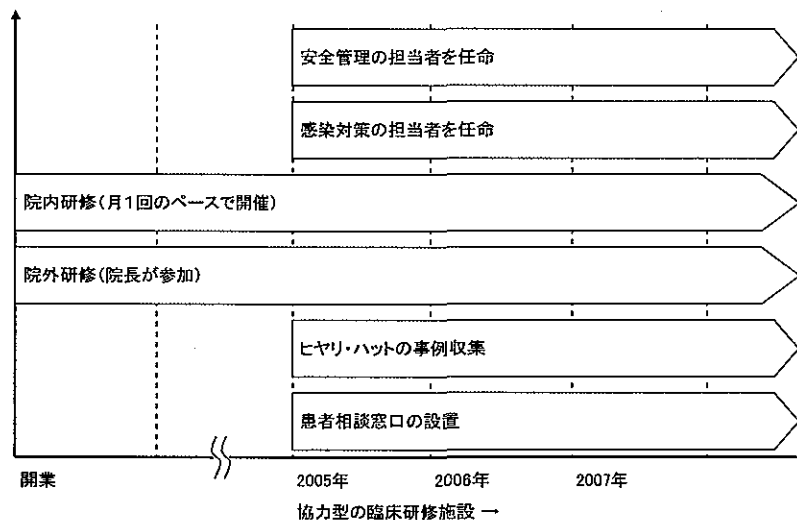 安全管理の担当者を任命
感染対策の担当者を任命
院内研修(月1回のペースで開催)
院外研修(院長が参加)
ヒヤリ・ハットの事例収集
患者相談窓口の設置
開業 2005年 2006年 2007年
協力型の臨床研修施設 →